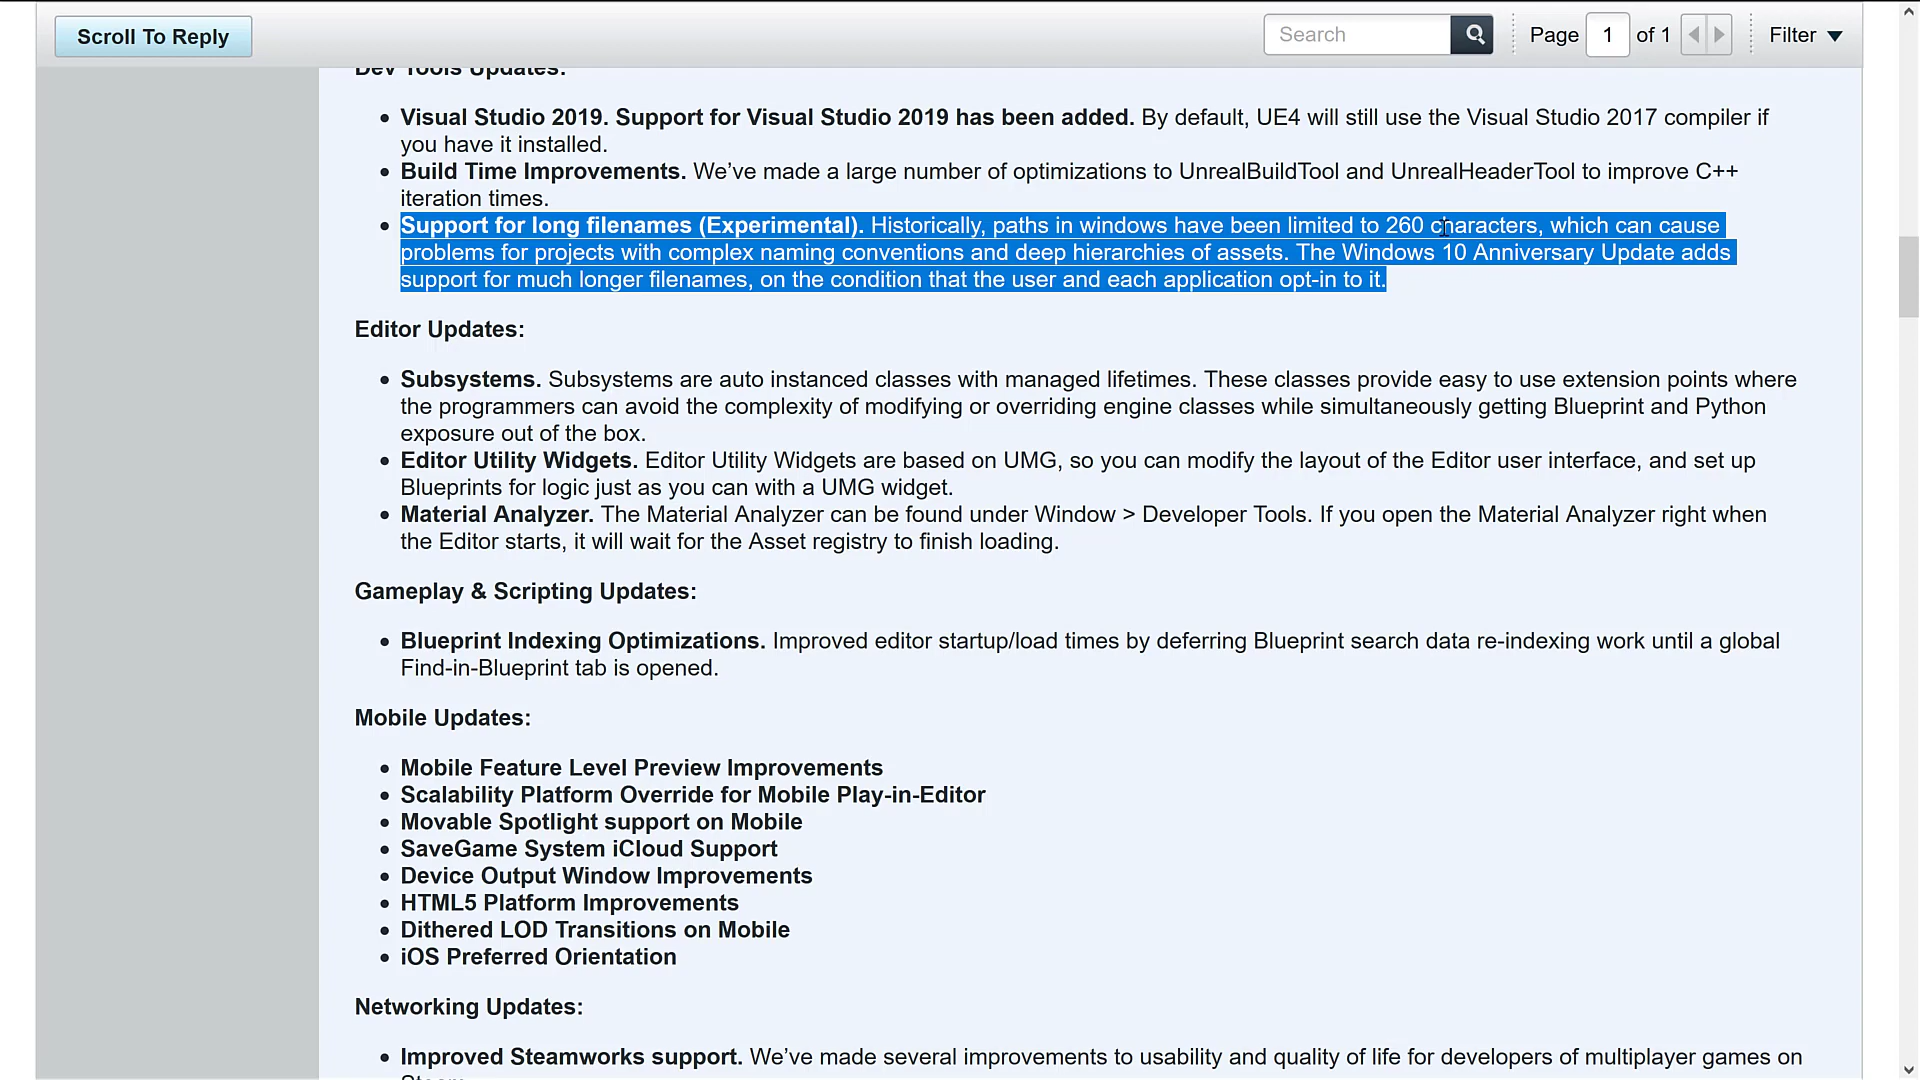 Scroll To Reply
Search
Page 1 of 1
Filter
Dev Tools Updates:
• Visual Studio 2019. Support for Visual Studio 2019 has been added. By default, UE4 will still use the Visual Studio 2017 compiler if
you have it installed.
• Build Time Improvements. We’ve made a large number of optimizations to UnrealBuildTool and UnrealHeaderTool to improve C++
iteration times.
• Support for long filenames (Experimental). Historically, paths in windows have been limited to 260 characters, which can cause
problems for projects with complex naming conventions and deep hierarchies of assets. The Windows 10 Anniversary Update adds
support for much longer filenames, on the condition that the user and each application opt-in to it.
Editor Updates:
• Subsystems. Subsystems are auto instanced classes with managed lifetimes. These classes provide easy to use extension points where
the programmers can avoid the complexity of modifying or overriding engine classes while simultaneously getting Blueprint and Python
exposure out of the box.
• Editor Utility Widgets. Editor Utility Widgets are based on UMG, so you can modify the layout of the Editor user interface, and set up
Blueprints for logic just as you can with a UMG widget.
• Material Analyzer. The Material Analyzer can be found under Window > Developer Tools. If you open the Material Analyzer right when
the Editor starts, it will wait for the Asset registry to finish loading.
Gameplay & Scripting Updates:
• Blueprint Indexing Optimizations. Improved editor startup/load times by deferring Blueprint search data re-indexing work until a global
Find-in-Blueprint tab is opened.
Mobile Updates:
• Mobile Feature Level Preview Improvements
• Scalability Platform Override for Mobile Play-in-Editor
• Movable Spotlight support on Mobile
• SaveGame System iCloud Support
• Device Output Window Improvements
• HTML5 Platform Improvements
• Dithered LOD Transitions on Mobile
• iOS Preferred Orientation
Networking Updates:
• Improved Steamworks support. We’ve made several improvements to usability and quality of life for developers of multiplayer games on
Steam